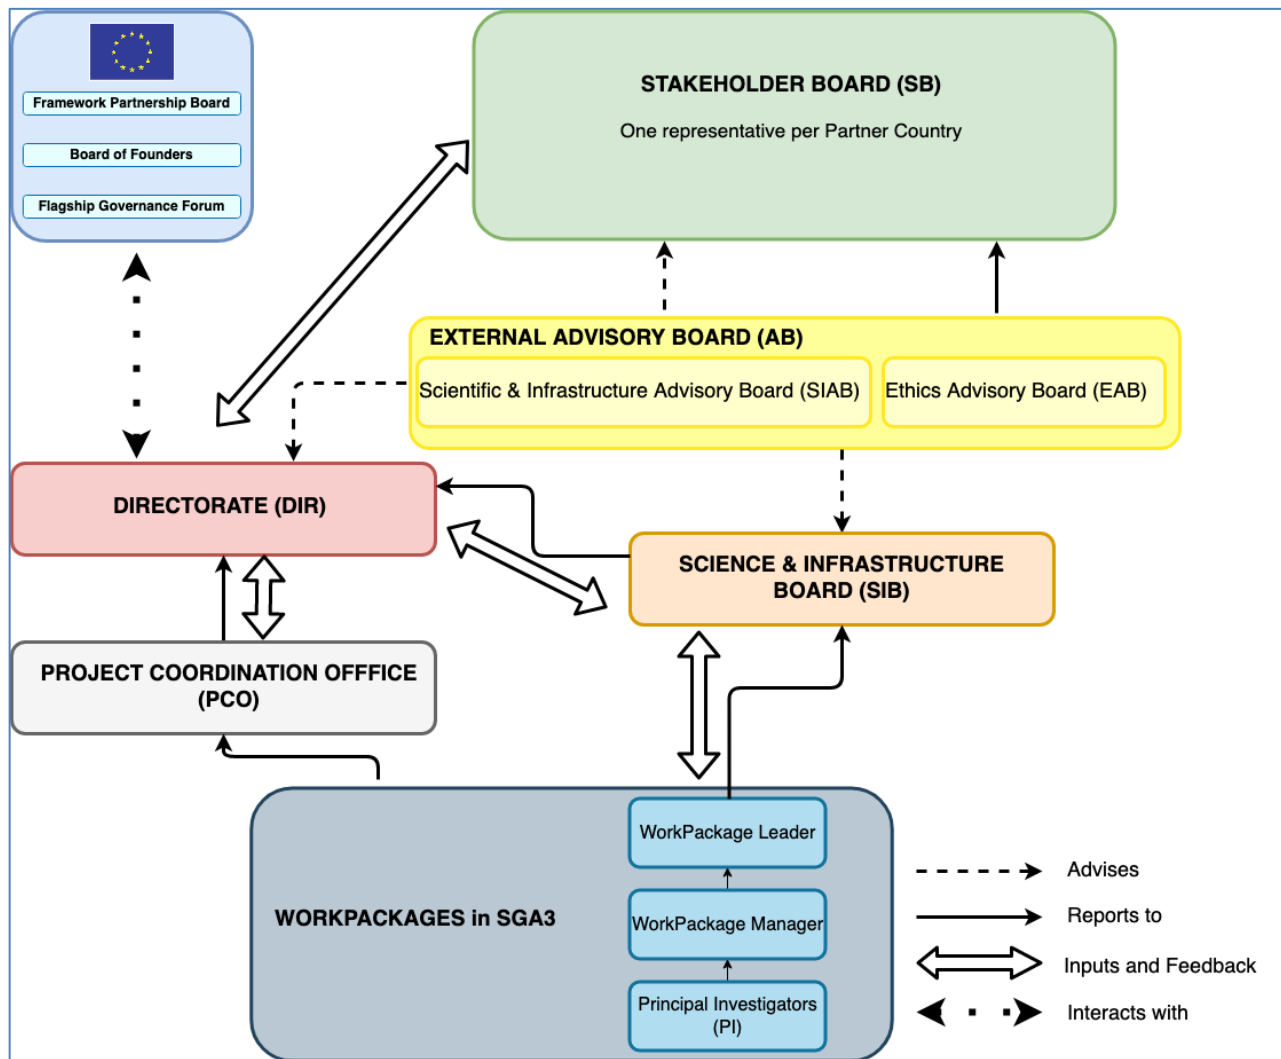 Framework Partnership Board
Board of Founders
Flagship Governance Forum
STAKEHOLDER BOARD (SB)
One representative per Partner Country
EXTERNAL ADVISORY BOARD (AB)
Scientific & Infrastructure Advisory Board (SIAB)
Ethics Advisory Board (EAB)
DIRECTORATE (DIR)
SCIENCE & INFRASTRUCTURE
BOARD (SIB)
PROJECT COORDINATION OFFFICE
(PCO)
WORKPACKAGES in SGA3
WorkPackage Leader
WorkPackage Manager
Principal Investigators
(PI)
Advises
Reports to
Inputs and Feedback
Interacts with